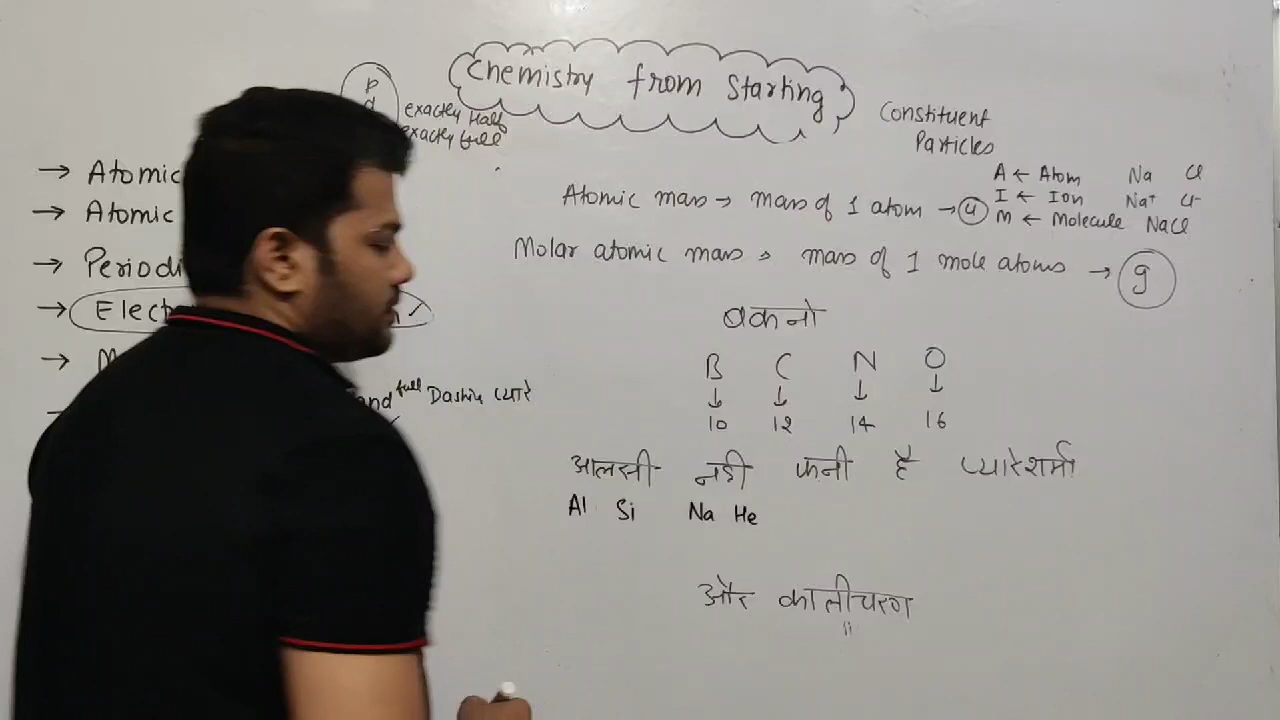 Chemistry from Starting
P
d
exactly Half
exactly full
Constituent
Particles
A ← Atom Na Cl
I ← Ion Na⁺ Cl⁻
M ← Molecule NaCl
→ Atomic
→ Atomic
→ Periodi
→ Elect
→ M
and full Dashing प्यारे
Atomic mass → mass of 1 atom → u
Molar atomic mass → mass of 1 mole atoms → g
बकनो
B C N O
↓ ↓ ↓ ↓
10 12 14 16
आलसी नही फनी है प्यारेशर्मा
Al Si Na He
और कालीचरण